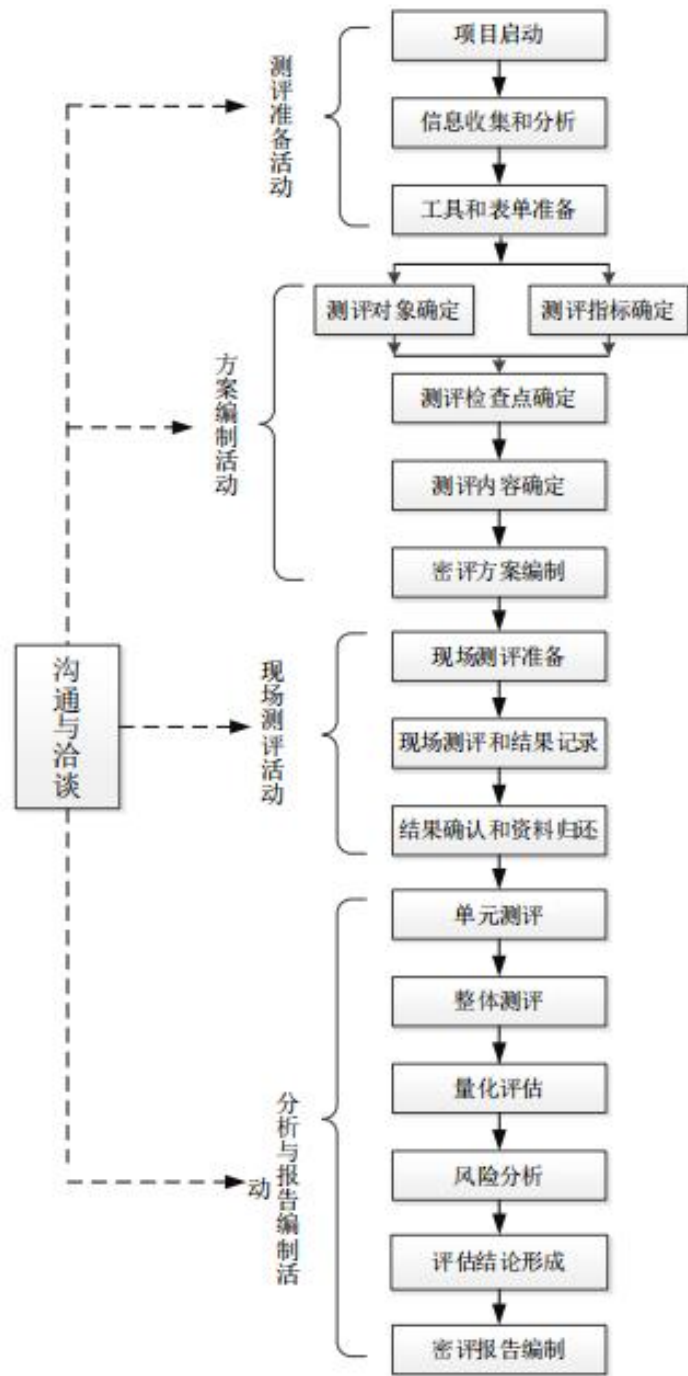 项目启动
测评准备活动
信息收集和分析
工具和表单准备
测评对象确定
测评指标确定
方案编制活动
测评检查点确定
测评内容确定
密评方案编制
沟通与洽谈
现场测评活动
现场测评准备
现场测评和结果记录
结果确认和资料归还
分析与报告编制活
动
单元测评
整体测评
量化评估
风险分析
评估结论形成
密评报告编制